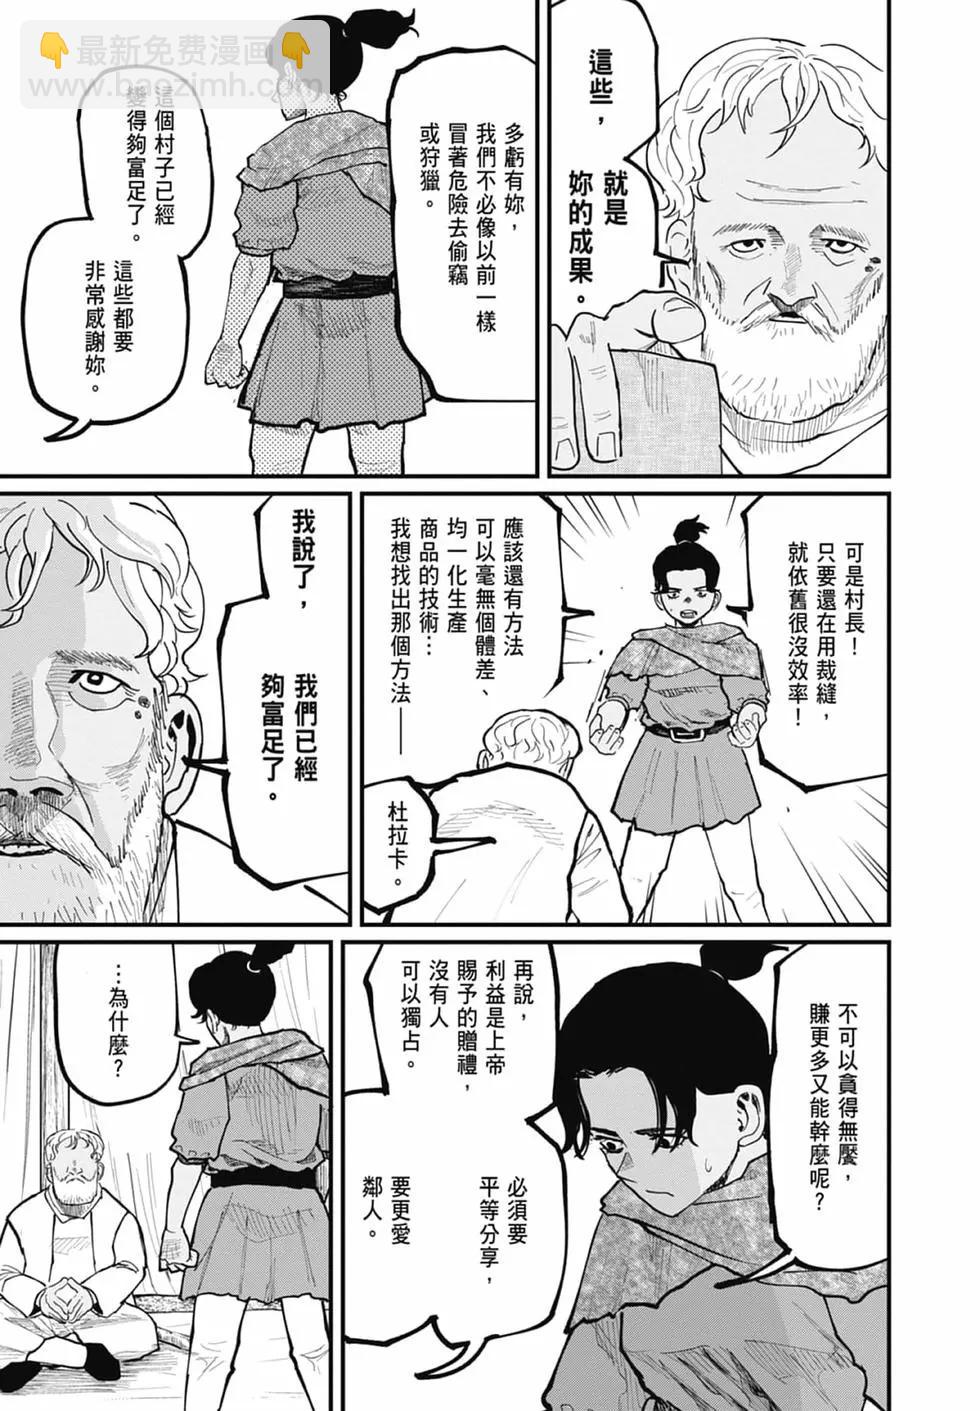 最新免費漫画
www.baozimh.com
這些，
就是
妳的成果。
多虧有妳，
我們不必像以前一樣
冒著危險去偷竊
或狩獵。
這個村子已經
變得夠富足了。
這些都要
非常感謝妳。
可是村長！
只要還在用裁縫，
就依舊很沒效率！
應該還有方法
可以毫無個體差、
均一化生產
商品的技術…
我想找出那個方法——
杜拉卡。
我說了，
我們已經
夠富足了。
不可以貪得無饜，
賺更多又能幹麼呢？
再說，
利益是上帝
賜予的贈禮，
沒有人
可以獨占。
必須要
平等分享，
要更愛
鄰人。
…為什麼？